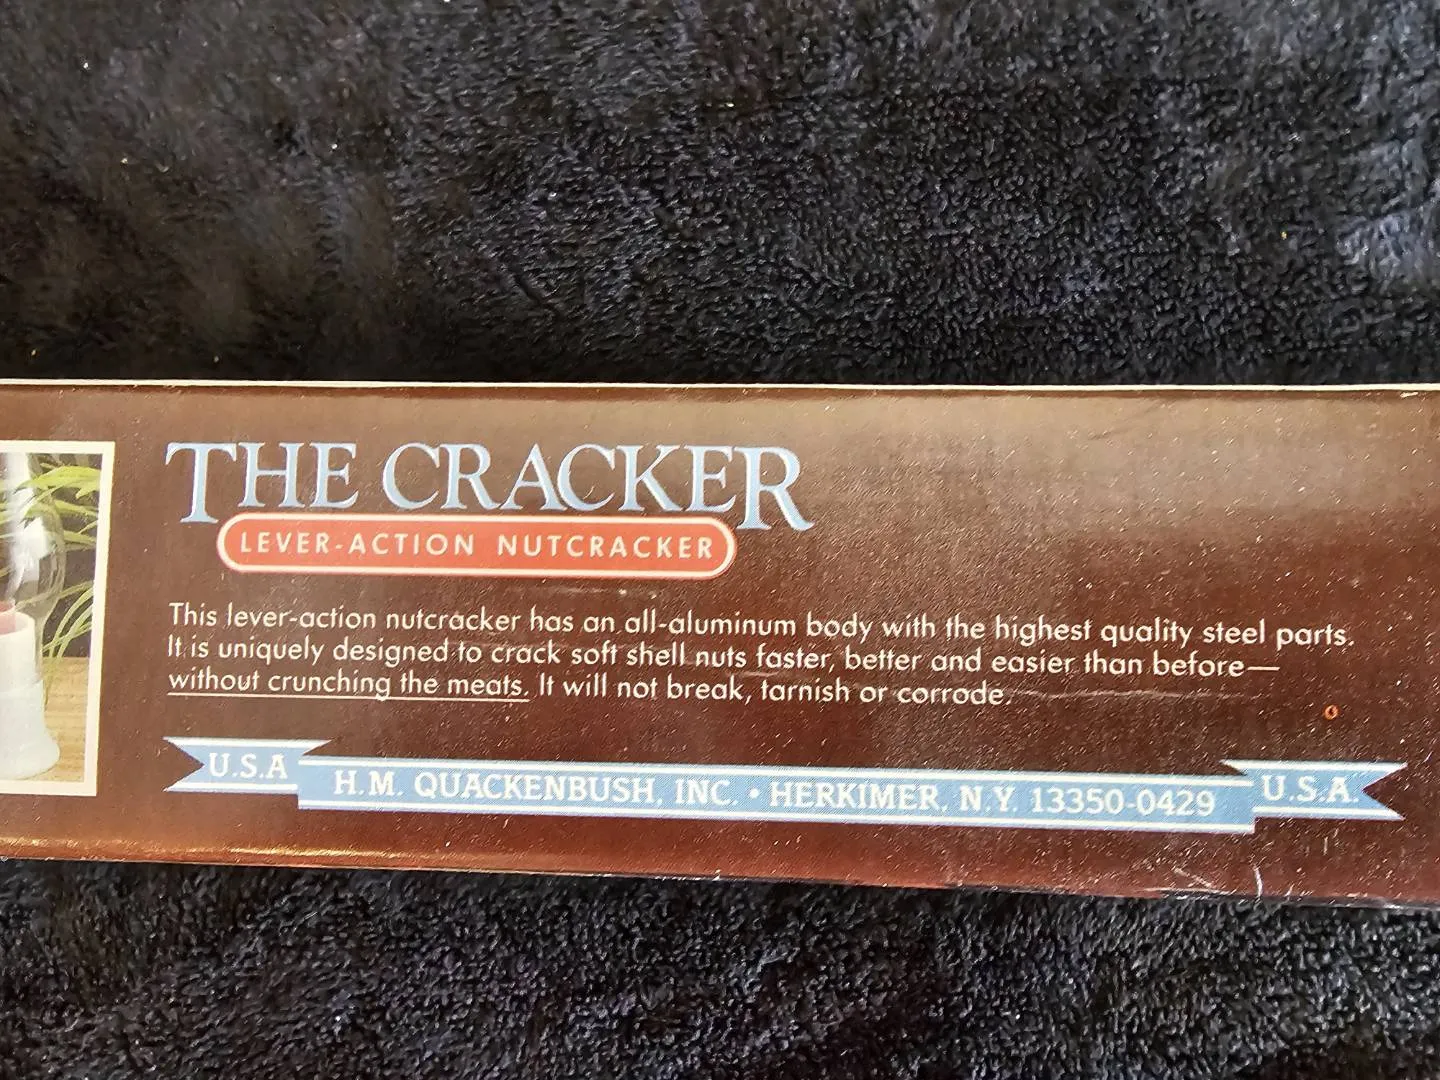 THE CRACKER
LEVER-ACTION NUTCRACKER
This lever-action nutcracker has an all-aluminum body with the highest quality steel parts.
It is uniquely designed to crack soft shell nuts faster, better and easier than before—
without crunching the meats. It will not break, tarnish or corrode.
U.S.A H.M. QUACKENBUSH, INC. • HERKIMER, N.Y. 13350-0429 U.S.A.